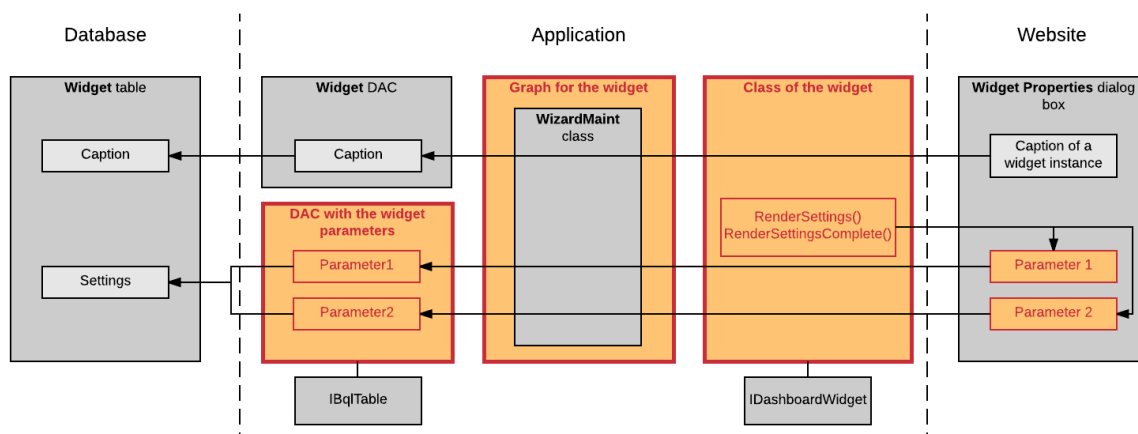 Database
Application
Website
Widget table
Caption
Settings
Widget DAC
Caption
DAC with the widget
parameters
Parameter1
Parameter2
IBqlTable
Graph for the widget
WizardMaint
class
Class of the widget
RenderSettings()
RenderSettingsComplete()
IDashboardWidget
Widget Properties dialog
box
Caption of a
widget instance
Parameter 1
Parameter 2